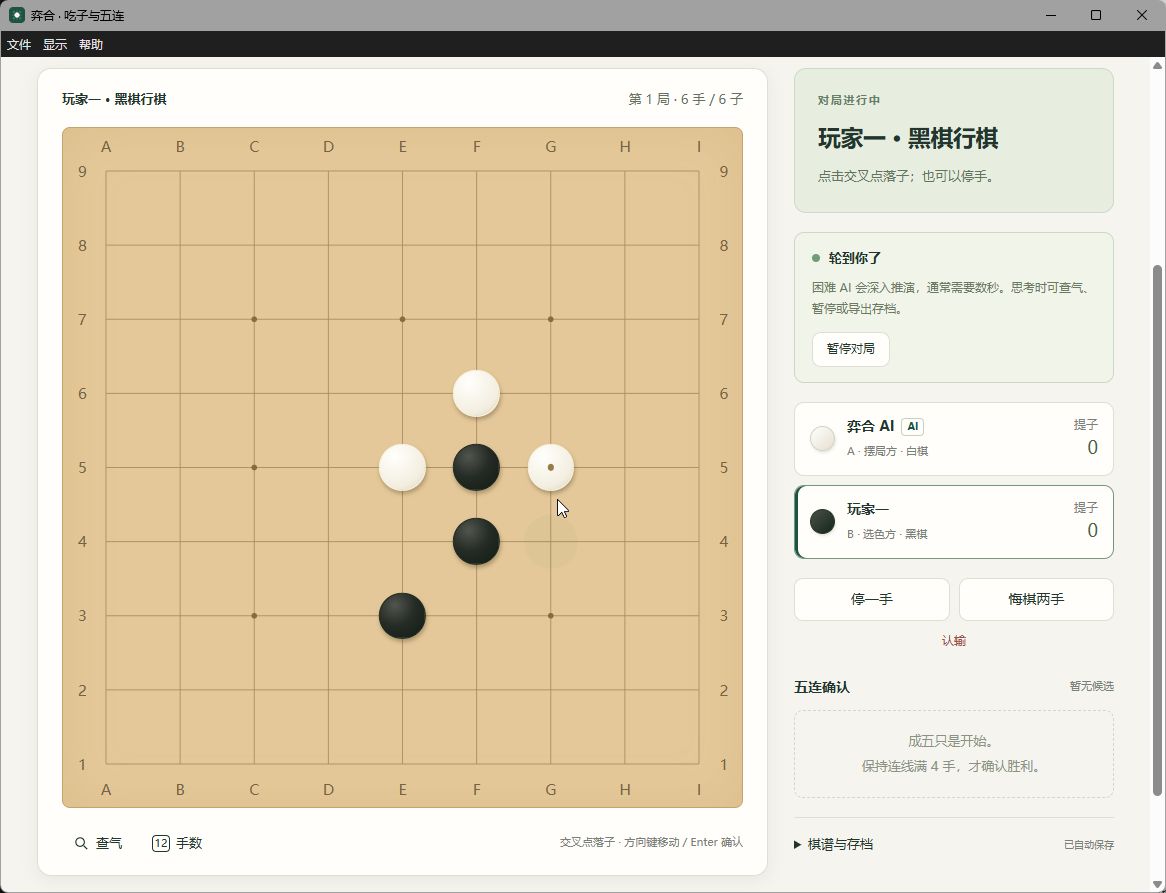 弈合 · 吃子与五连
文件 显示 帮助
玩家一 • 黑棋行棋
第 1 局 · 6 手 / 6 子
A B C D E F G H I
9 9
8 8
7 7
6 6
5 5
4 4
3 3
2 2
1 1
A B C D E F G H I
查气 12 手数
交叉点落子 · 方向键移动 / Enter 确认
对局进行中
玩家一 • 黑棋行棋
点击交叉点落子；也可以停手。
轮到你了
困难 AI 会深入推演，通常需要数秒。思考时可查气、
暂停或导出存档。
暂停对局
弈合 AI AI
A · 摆局方 · 白棋
提子
0
玩家一
B · 选色方 · 黑棋
提子
0
停一手
悔棋两手
认输
五连确认
暂无候选
成五只是开始。
保持连线满 4 手，才确认胜利。
棋谱与存档
已自动保存